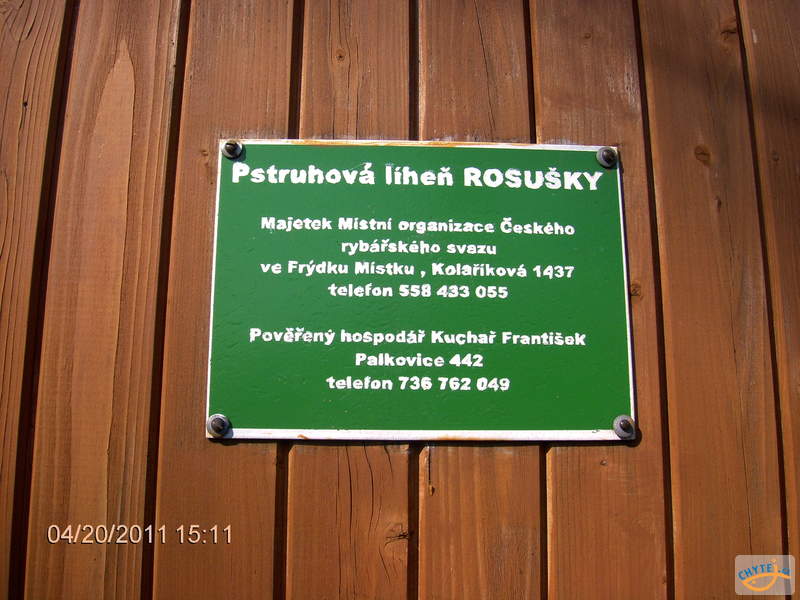 Pstruhová líheň ROSUŠKY
Majetek Místní organizace Českého
rybářského svazu
ve Frýdku Místku , Kolaříková 1437
telefon 558 433 055
Pověřený hospodář Kuchař František
Palkovice 442
telefon 736 762 049
04/20/2011 15:11
CHYTEJ.cz